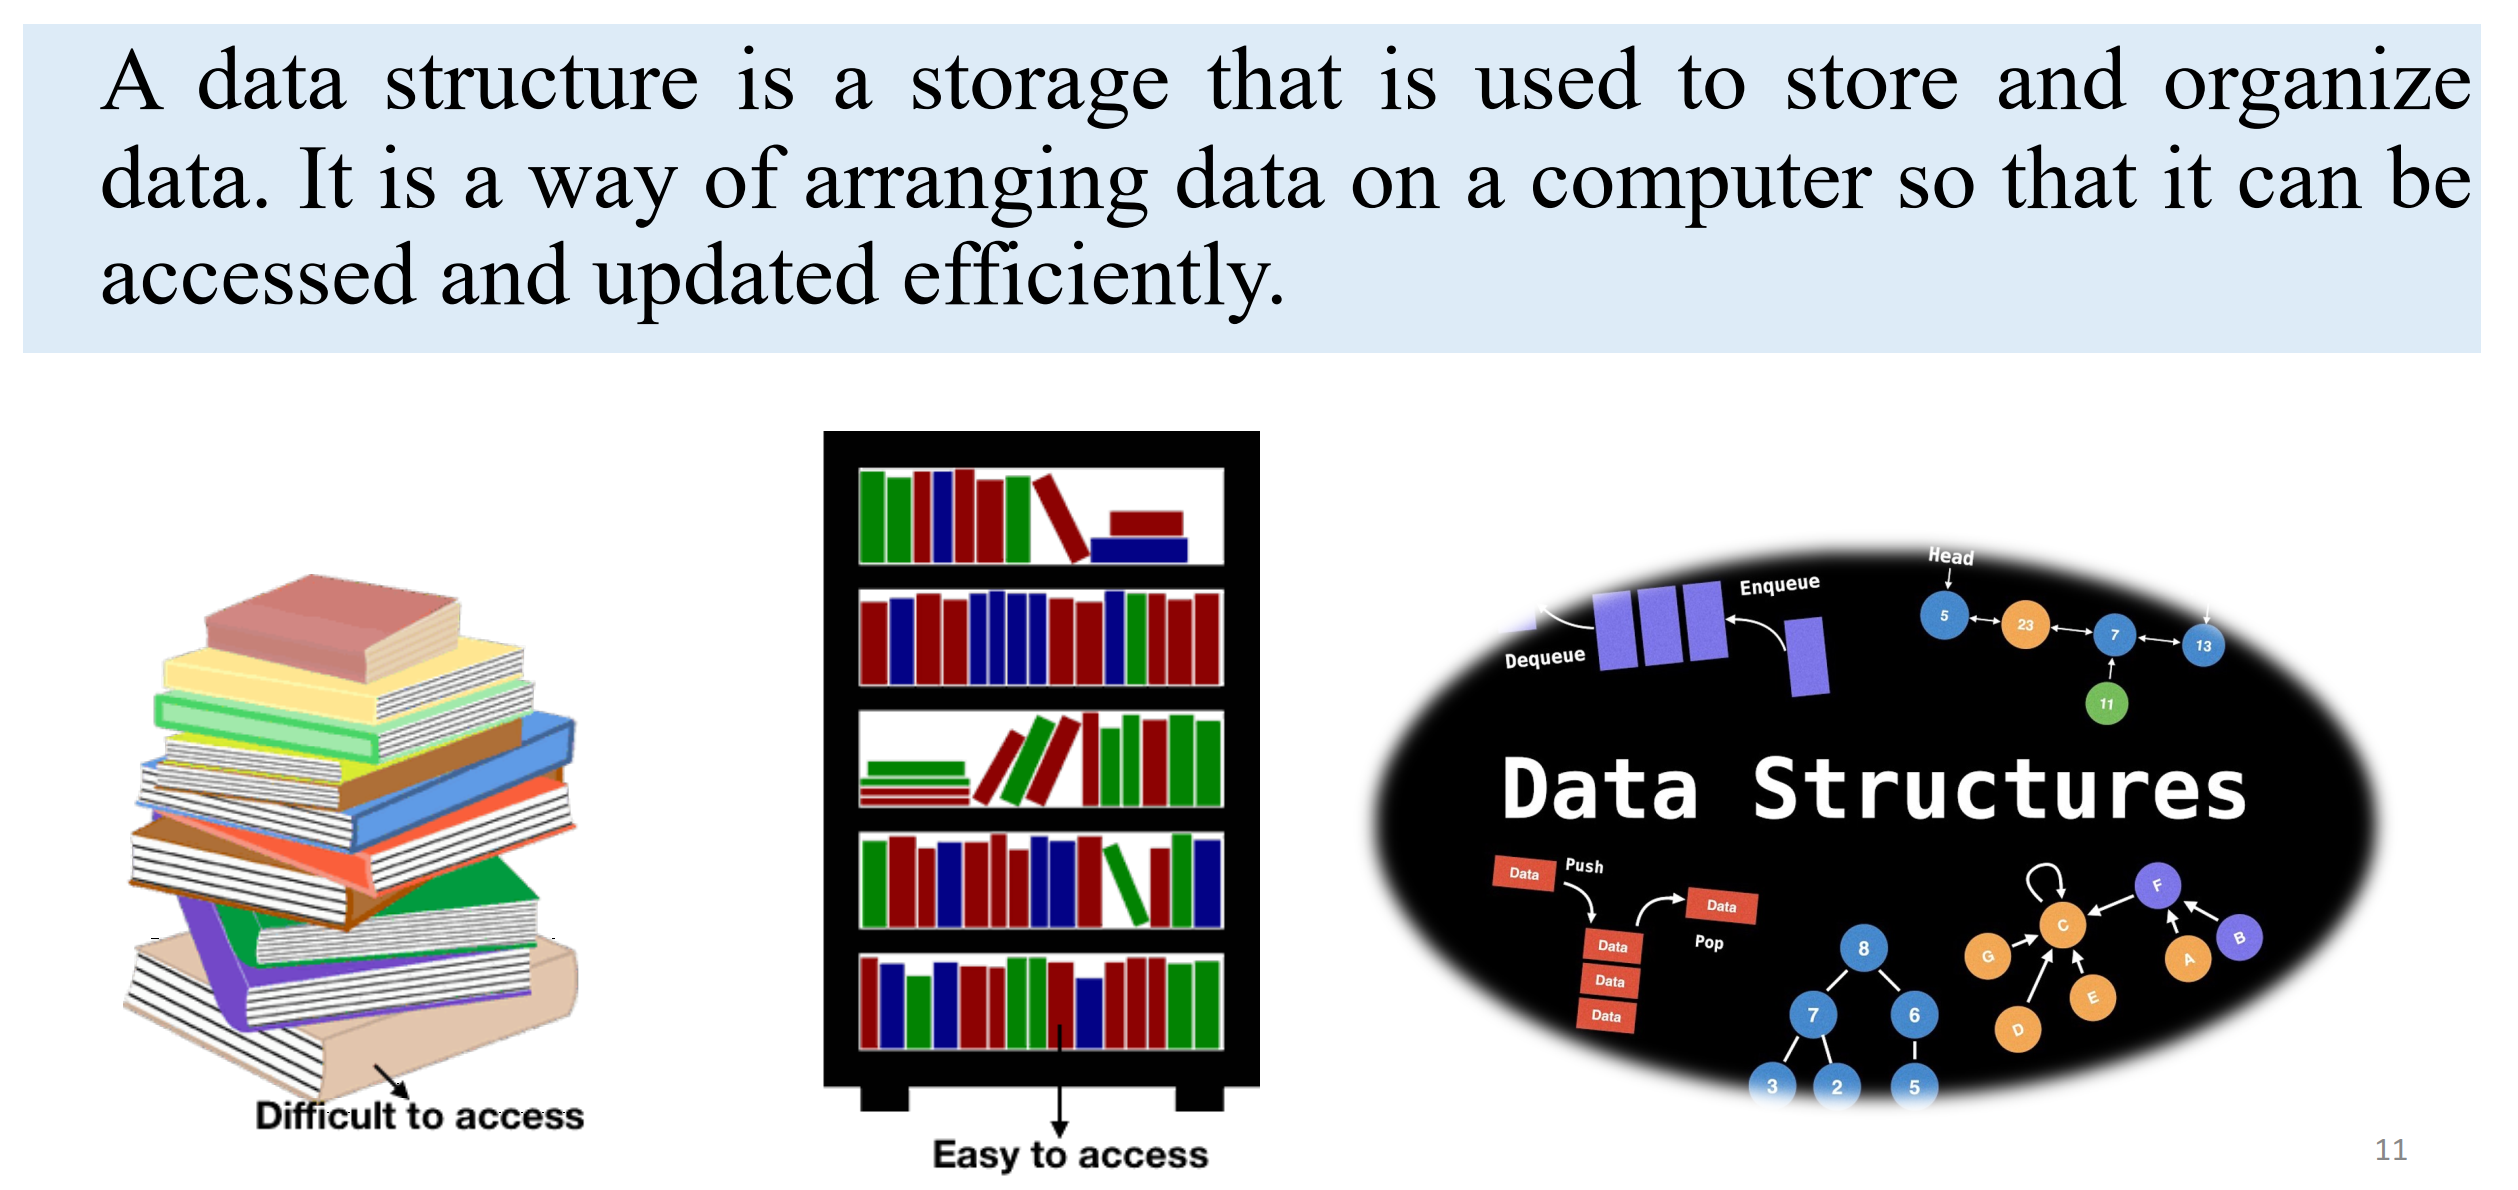 A data structure is a storage that is used to store and organize
data. It is a way of arranging data on a computer so that it can be
accessed and updated efficiently.
Difficult to access
Easy to access
Head
Enqueue
5
23
7
13
Dequeue
11
Data Structures
Data
Push
Data
Pop
Data
Data
Data
8
7
6
3
2
5
F
C
B
G
A
E
D
11